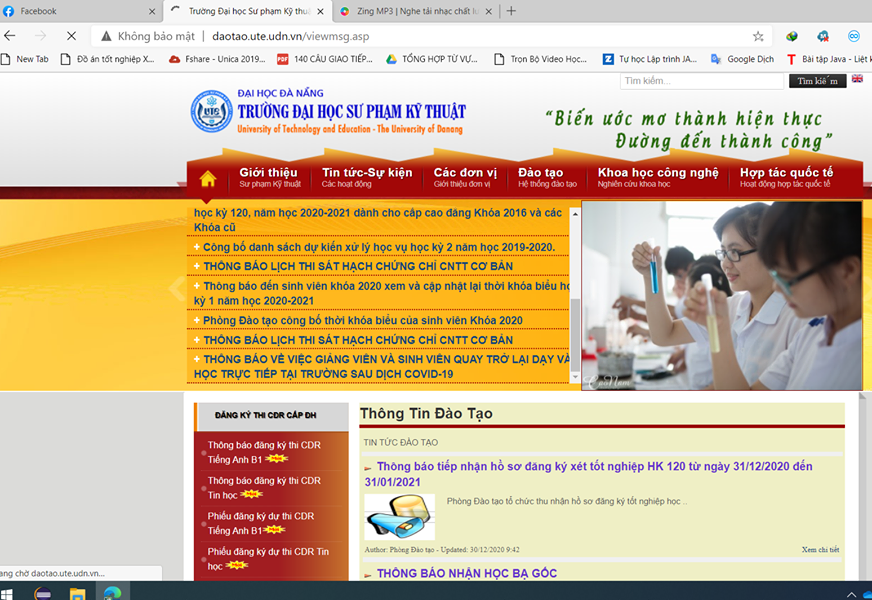 Facebook
Trường Đại học Sư phạm Kỹ thuậ
Zing MP3 | Nghe tải nhạc chất lư
Không bảo mật | daotao.ute.udn.vn/viewmsg.asp
New Tab
Đồ án tốt nghiệp X...
Fshare - Unica 2019...
140 CÂU GIAO TIẾP...
TỔNG HỢP TỪ VỰ...
Trọn Bộ Video Học...
Tự học Lập trình JA...
Google Dịch
Bài tập Java - Liệt k
Tìm kiếm...
Tìm kiếm
ĐẠI HỌC ĐÀ NẴNG
TRƯỜNG ĐẠI HỌC SƯ PHẠM KỸ THUẬT
University of Technology and Education - The University of Danang
“Biến ước mơ thành hiện thực
Đường đến thành công”
Giới thiệu
Sư phạm Kỹ thuật
Tin tức-Sự kiện
Các hoạt động
Các đơn vị
Giới thiệu đơn vị
Đào tạo
Hệ thống đào tạo
Khoa học công nghệ
Nghiên cứu khoa học
Hợp tác quốc tế
Hoạt động hợp tác quốc tế
học kỳ 120, năm học 2020-2021 dành cho cấp cao đẳng Khóa 2016 và các
Khóa cũ
Công bố danh sách dự kiến xử lý học vụ học kỳ 2 năm học 2019-2020.
THÔNG BÁO LỊCH THI SÁT HẠCH CHỨNG CHỈ CNTT CƠ BẢN
Thông báo đến sinh viên khóa 2020 xem và cập nhật lại thời khóa biểu họ
kỳ 1 năm học 2020-2021
Phòng Đào tạo công bố thời khóa biểu của sinh viên Khóa 2020
THÔNG BÁO LỊCH THI SÁT HẠCH CHỨNG CHỈ CNTT CƠ BẢN
THÔNG BÁO VỀ VIỆC GIẢNG VIÊN VÀ SINH VIÊN QUAY TRỞ LẠI DẠY VÀ
HỌC TRỰC TIẾP TẠI TRƯỜNG SAU DỊCH COVID-19
ĐĂNG KÝ THI CĐR CẤP ĐH
Thông báo đăng ký thi CDR
Tiếng Anh B1
Thông báo đăng ký thi CDR
Tin học
Phiếu đăng ký dự thi CDR
Tiếng Anh B1
Phiếu đăng ký dự thi CDR Tin
học
Thông Tin Đào Tạo
TIN TỨC ĐÀO TẠO
Thông báo tiếp nhận hồ sơ đăng ký xét tốt nghiệp HK 120 từ ngày 31/12/2020 đến
31/01/2021
Phòng Đào tạo tổ chức thu nhận hồ sơ đăng ký tốt nghiệp học ..
Author: Phòng Đào tạo - Updated: 30/12/2020 9:42
Xem chi tiết
THÔNG BÁO NHẬN HỌC BẠ GỐC
ang chờ daotao.ute.udn.vn...